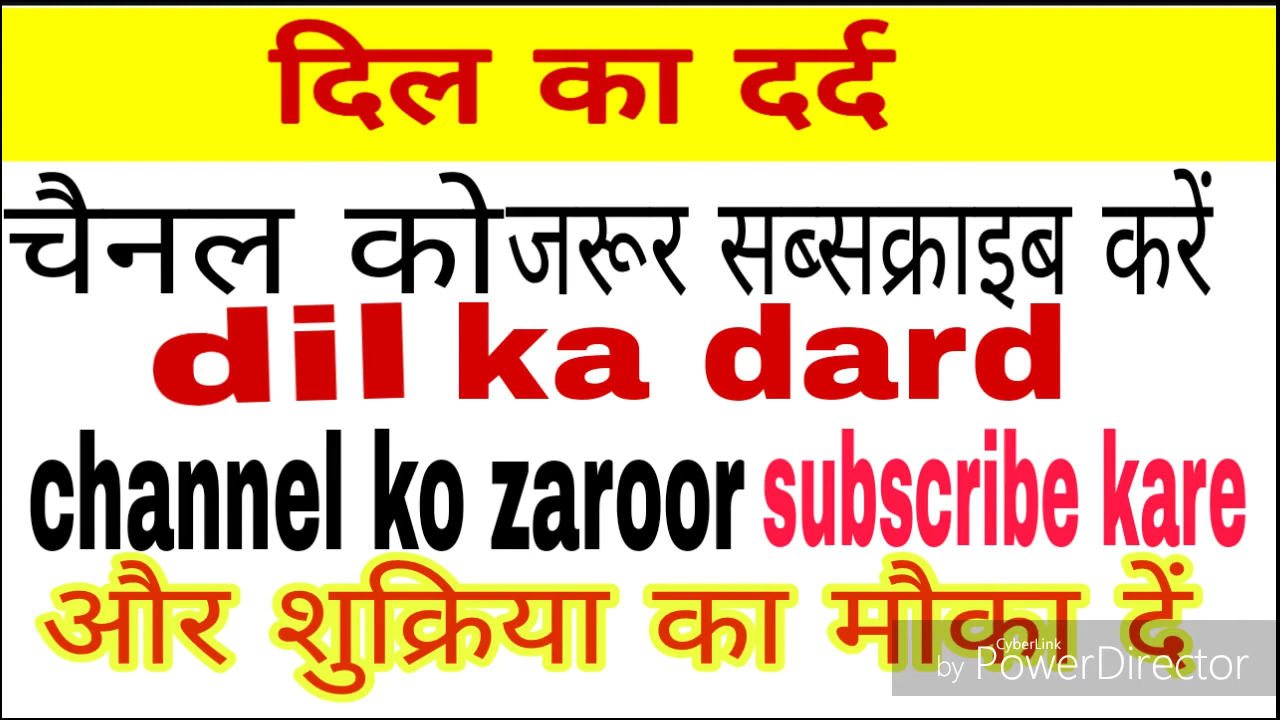 दिल का दर्द
चैनल को जरूर सब्सक्राइब करें
dil ka dard
channel ko zaroor subscribe kare
और शुक्रिया का मौका दें
CyberLink
by PowerDirector